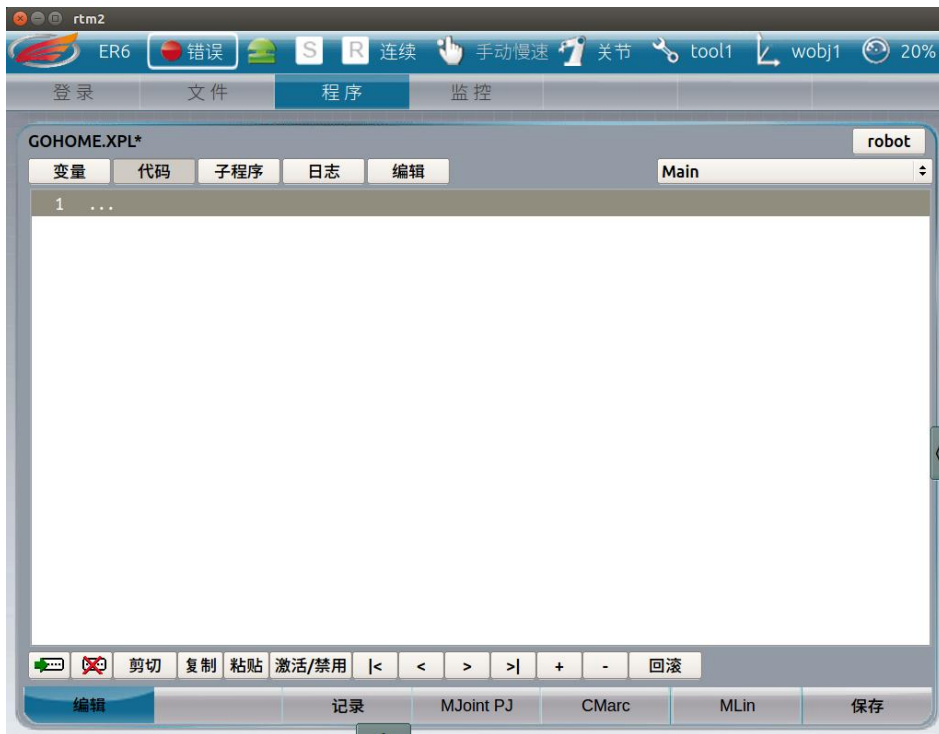 rtm2
ER6 错误 S R 连续 手动慢速 关节 tool1 wobj1 20%
登录 文件 程序 监控
GOHOME.XPL* robot
变量 代码 子程序 日志 编辑 Main
1 ...
剪切 复制 粘贴 激活/禁用 |< < > >| + - 回滚
编辑 记录 MJoint PJ CMarc MLin 保存